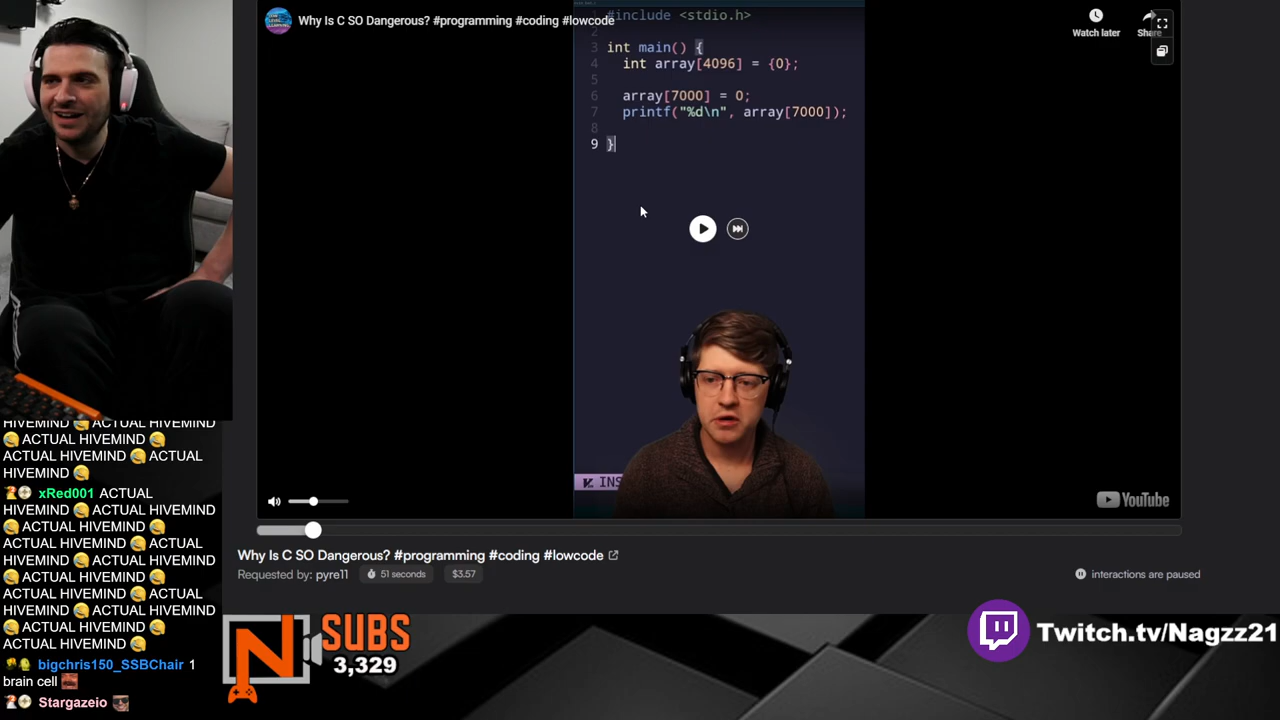 Why Is C SO Dangerous? #programming #coding #lowcode
Watch later
Share
#include <stdio.h>
2
3 int main() {
4 int array[4096] = {0};
5
6 array[7000] = 0;
7 printf("%d\n", array[7000]);
8
9 }
INS
YouTube
Why Is C SO Dangerous? #programming #coding #lowcode
Requested by: pyre11 51 seconds $3.57
interactions are paused
HIVEMIND ACTUAL HIVEMIND
ACTUAL HIVEMIND
ACTUAL HIVEMIND ACTUAL
HIVEMIND
xRed001 ACTUAL
HIVEMIND ACTUAL HIVEMIND
ACTUAL HIVEMIND
ACTUAL HIVEMIND ACTUAL
HIVEMIND ACTUAL HIVEMIND
ACTUAL HIVEMIND
ACTUAL HIVEMIND ACTUAL
HIVEMIND ACTUAL HIVEMIND
ACTUAL HIVEMIND
ACTUAL HIVEMIND
bigchris150_SSBChair 1
brain cell
Stargazeio
N SUBS
3,329
Twitch.tv/Nagzz21